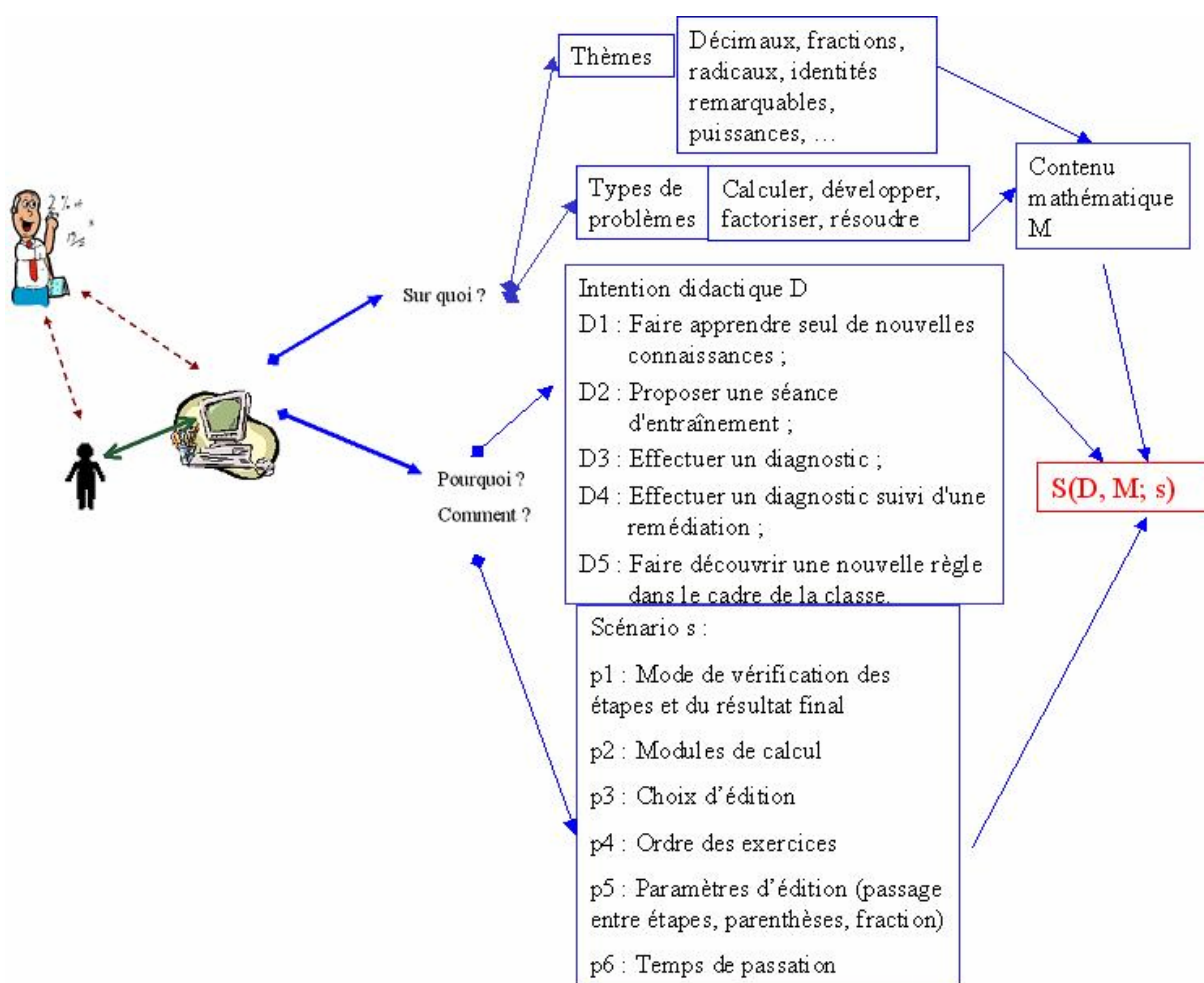 Thèmes
Décimaux, fractions,
radicaux, identités
remarquables,
puissances, …
Types de
problèmes
Calculer, développer,
factoriser, résoudre
Contenu
mathématique
M
Sur quoi ?
Intention didactique D
D1 : Faire apprendre seul de nouvelles
connaissances ;
D2 : Proposer une séance
d'entraînement ;
D3 : Effectuer un diagnostic ;
D4 : Effectuer un diagnostic suivi d'une
remédiation ;
D5 : Faire découvrir une nouvelle règle
dans le cadre de la classe.
Pourquoi ?
Comment ?
S(D, M; s)
Scénario s :
p1 : Mode de vérification des
étapes et du résultat final
p2 : Modules de calcul
p3 : Choix d’édition
p4 : Ordre des exercices
p5 : Paramètres d’édition (passage
entre étapes, parenthèses, fraction)
p6 : Temps de passation